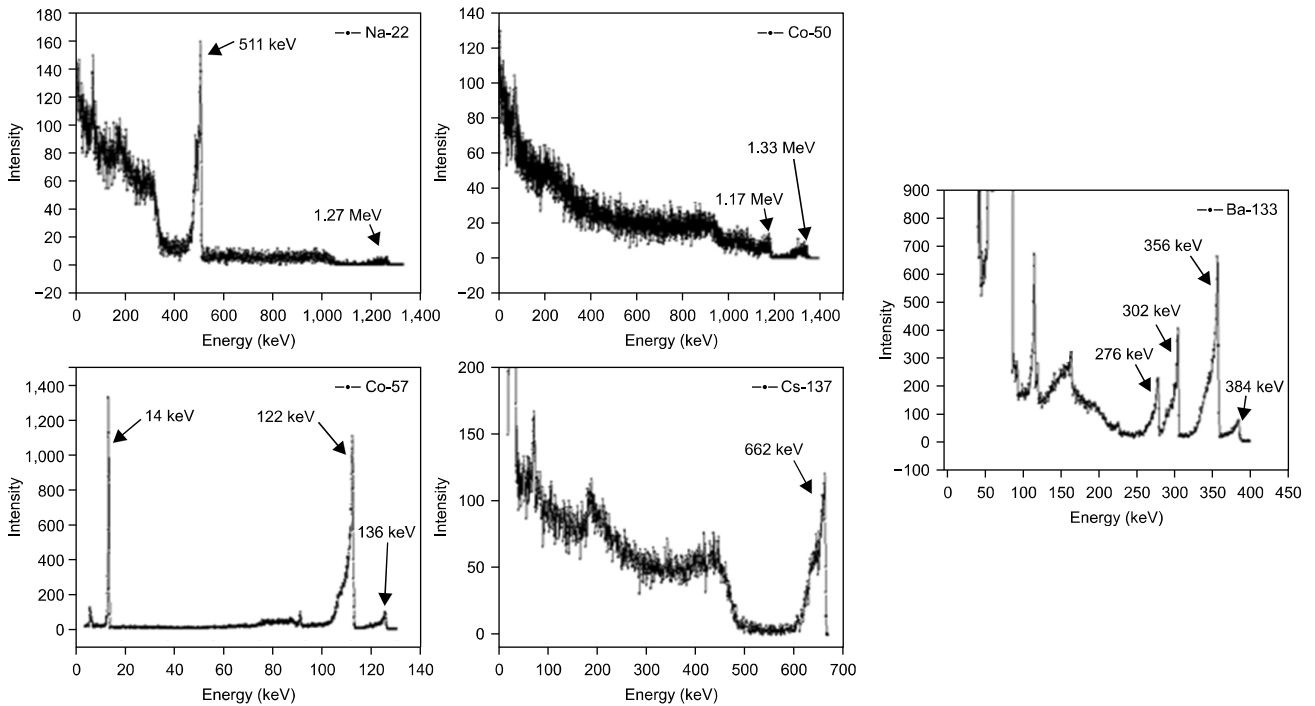 160
140
120
100
80
60
40
20
0
−20
Intensity
Na-22
511 keV
1.27 MeV
0 200 400 600 800 1,000 1,200 1,400
Energy (keV)
140
120
100
80
60
40
20
0
−20
Intensity
Co-50
1.33 MeV
1.17 MeV
0 200 400 600 800 1,000 1,200 1,400
Energy (keV)
1,400
1,200
1,000
800
600
400
200
0
Intensity
Co-57
14 keV
122 keV
136 keV
0 20 40 60 80 100 120 140
Energy (keV)
200
150
100
50
0
Intensity
Cs-137
662 keV
0 100 200 300 400 500 600 700
Energy (keV)
900
800
700
600
500
400
300
200
100
0
−100
Intensity
Ba-133
356 keV
302 keV
276 keV
384 keV
0 50 100 150 200 250 300 350 400 450
Energy (keV)